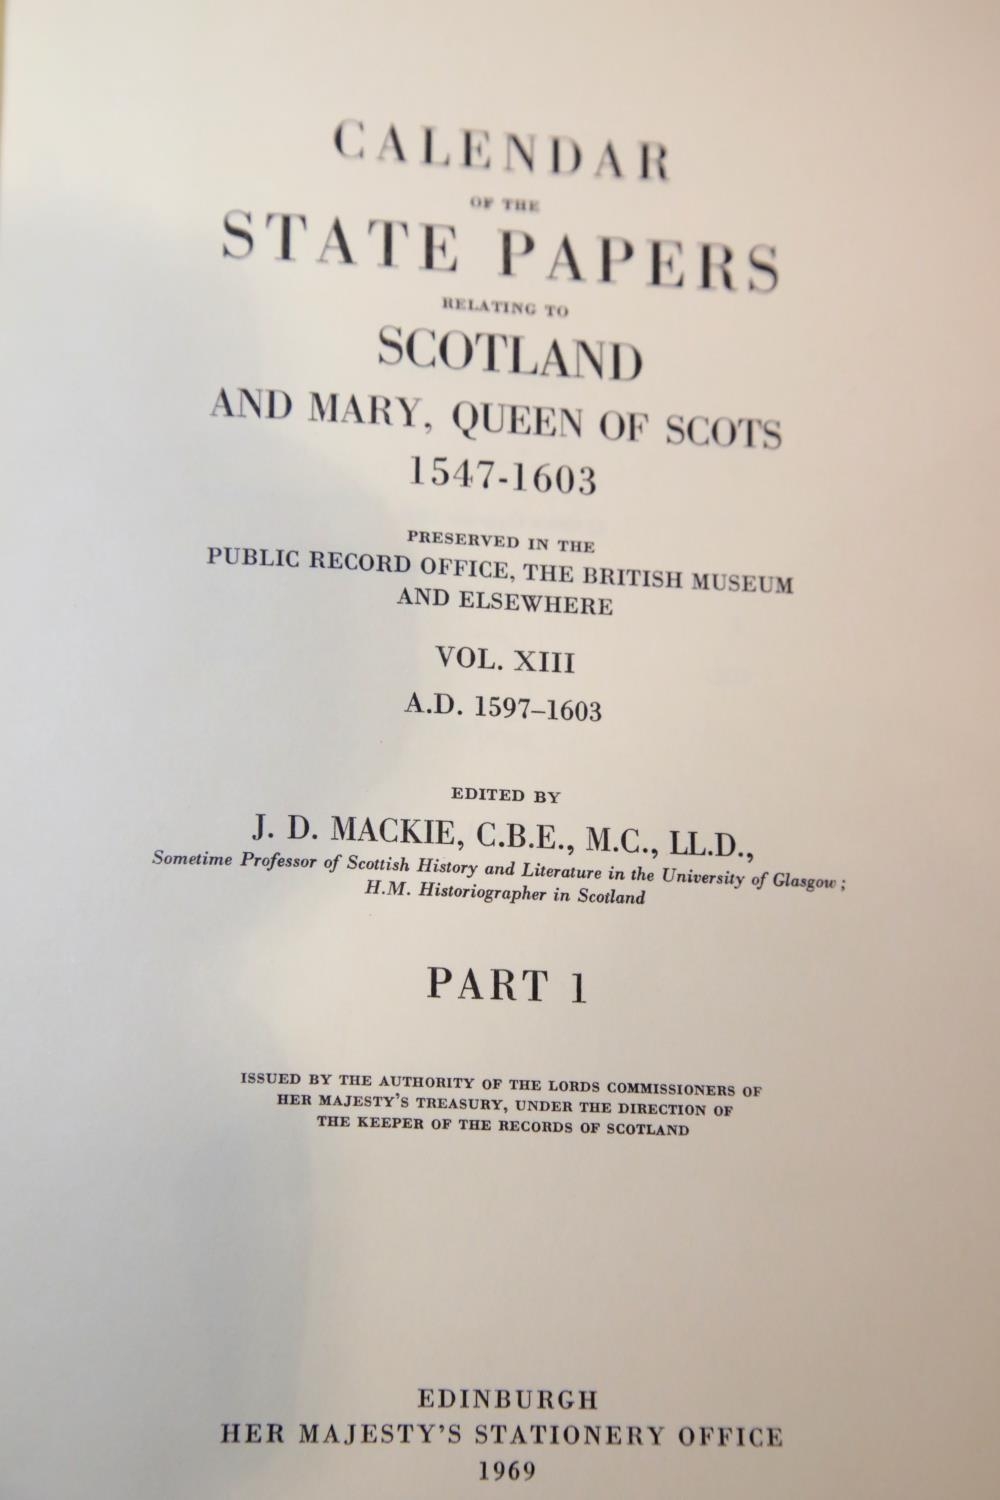 CALENDAR
OF THE
STATE PAPERS
RELATING TO
SCOTLAND
AND MARY, QUEEN OF SCOTS
1547-1603
PRESERVED IN THE
PUBLIC RECORD OFFICE, THE BRITISH MUSEUM
AND ELSEWHERE
VOL. XIII
A.D. 1597–1603
EDITED BY
J. D. MACKIE, C.B.E., M.C., LL.D.,
Sometime Professor of Scottish History and Literature in the University of Glasgow;
H.M. Historiographer in Scotland
PART 1
ISSUED BY THE AUTHORITY OF THE LORDS COMMISSIONERS OF
HER MAJESTY'S TREASURY, UNDER THE DIRECTION OF
THE KEEPER OF THE RECORDS OF SCOTLAND
EDINBURGH
HER MAJESTY'S STATIONERY OFFICE
1969